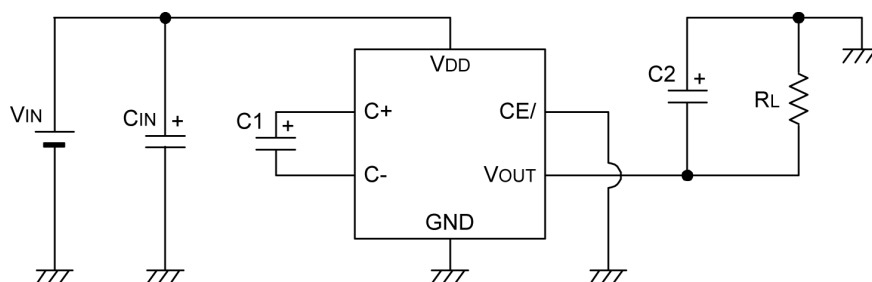 VDD
C2 +
VIN
CIN +
C1 +
C+
CE/
RL
C-
VOUT
GND